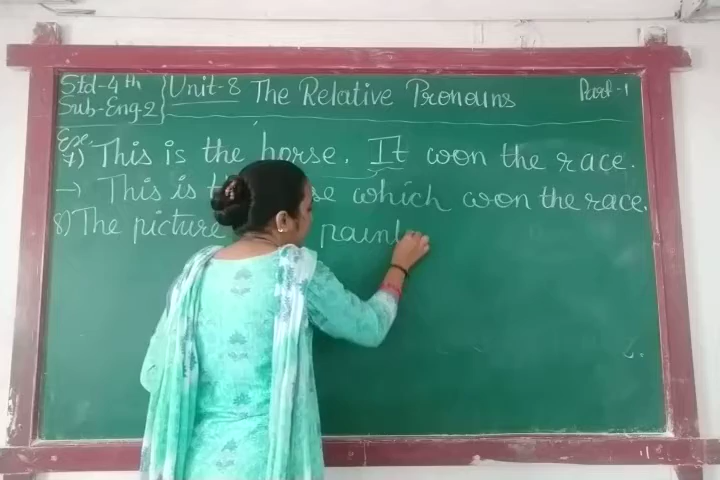 Std-4th
Sub-Eng-2
Unit-8 The Relative Pronouns
Part-1
Exe.
7) This is the horse. It won the race.
→ This is which won the race.
8) The picture paint